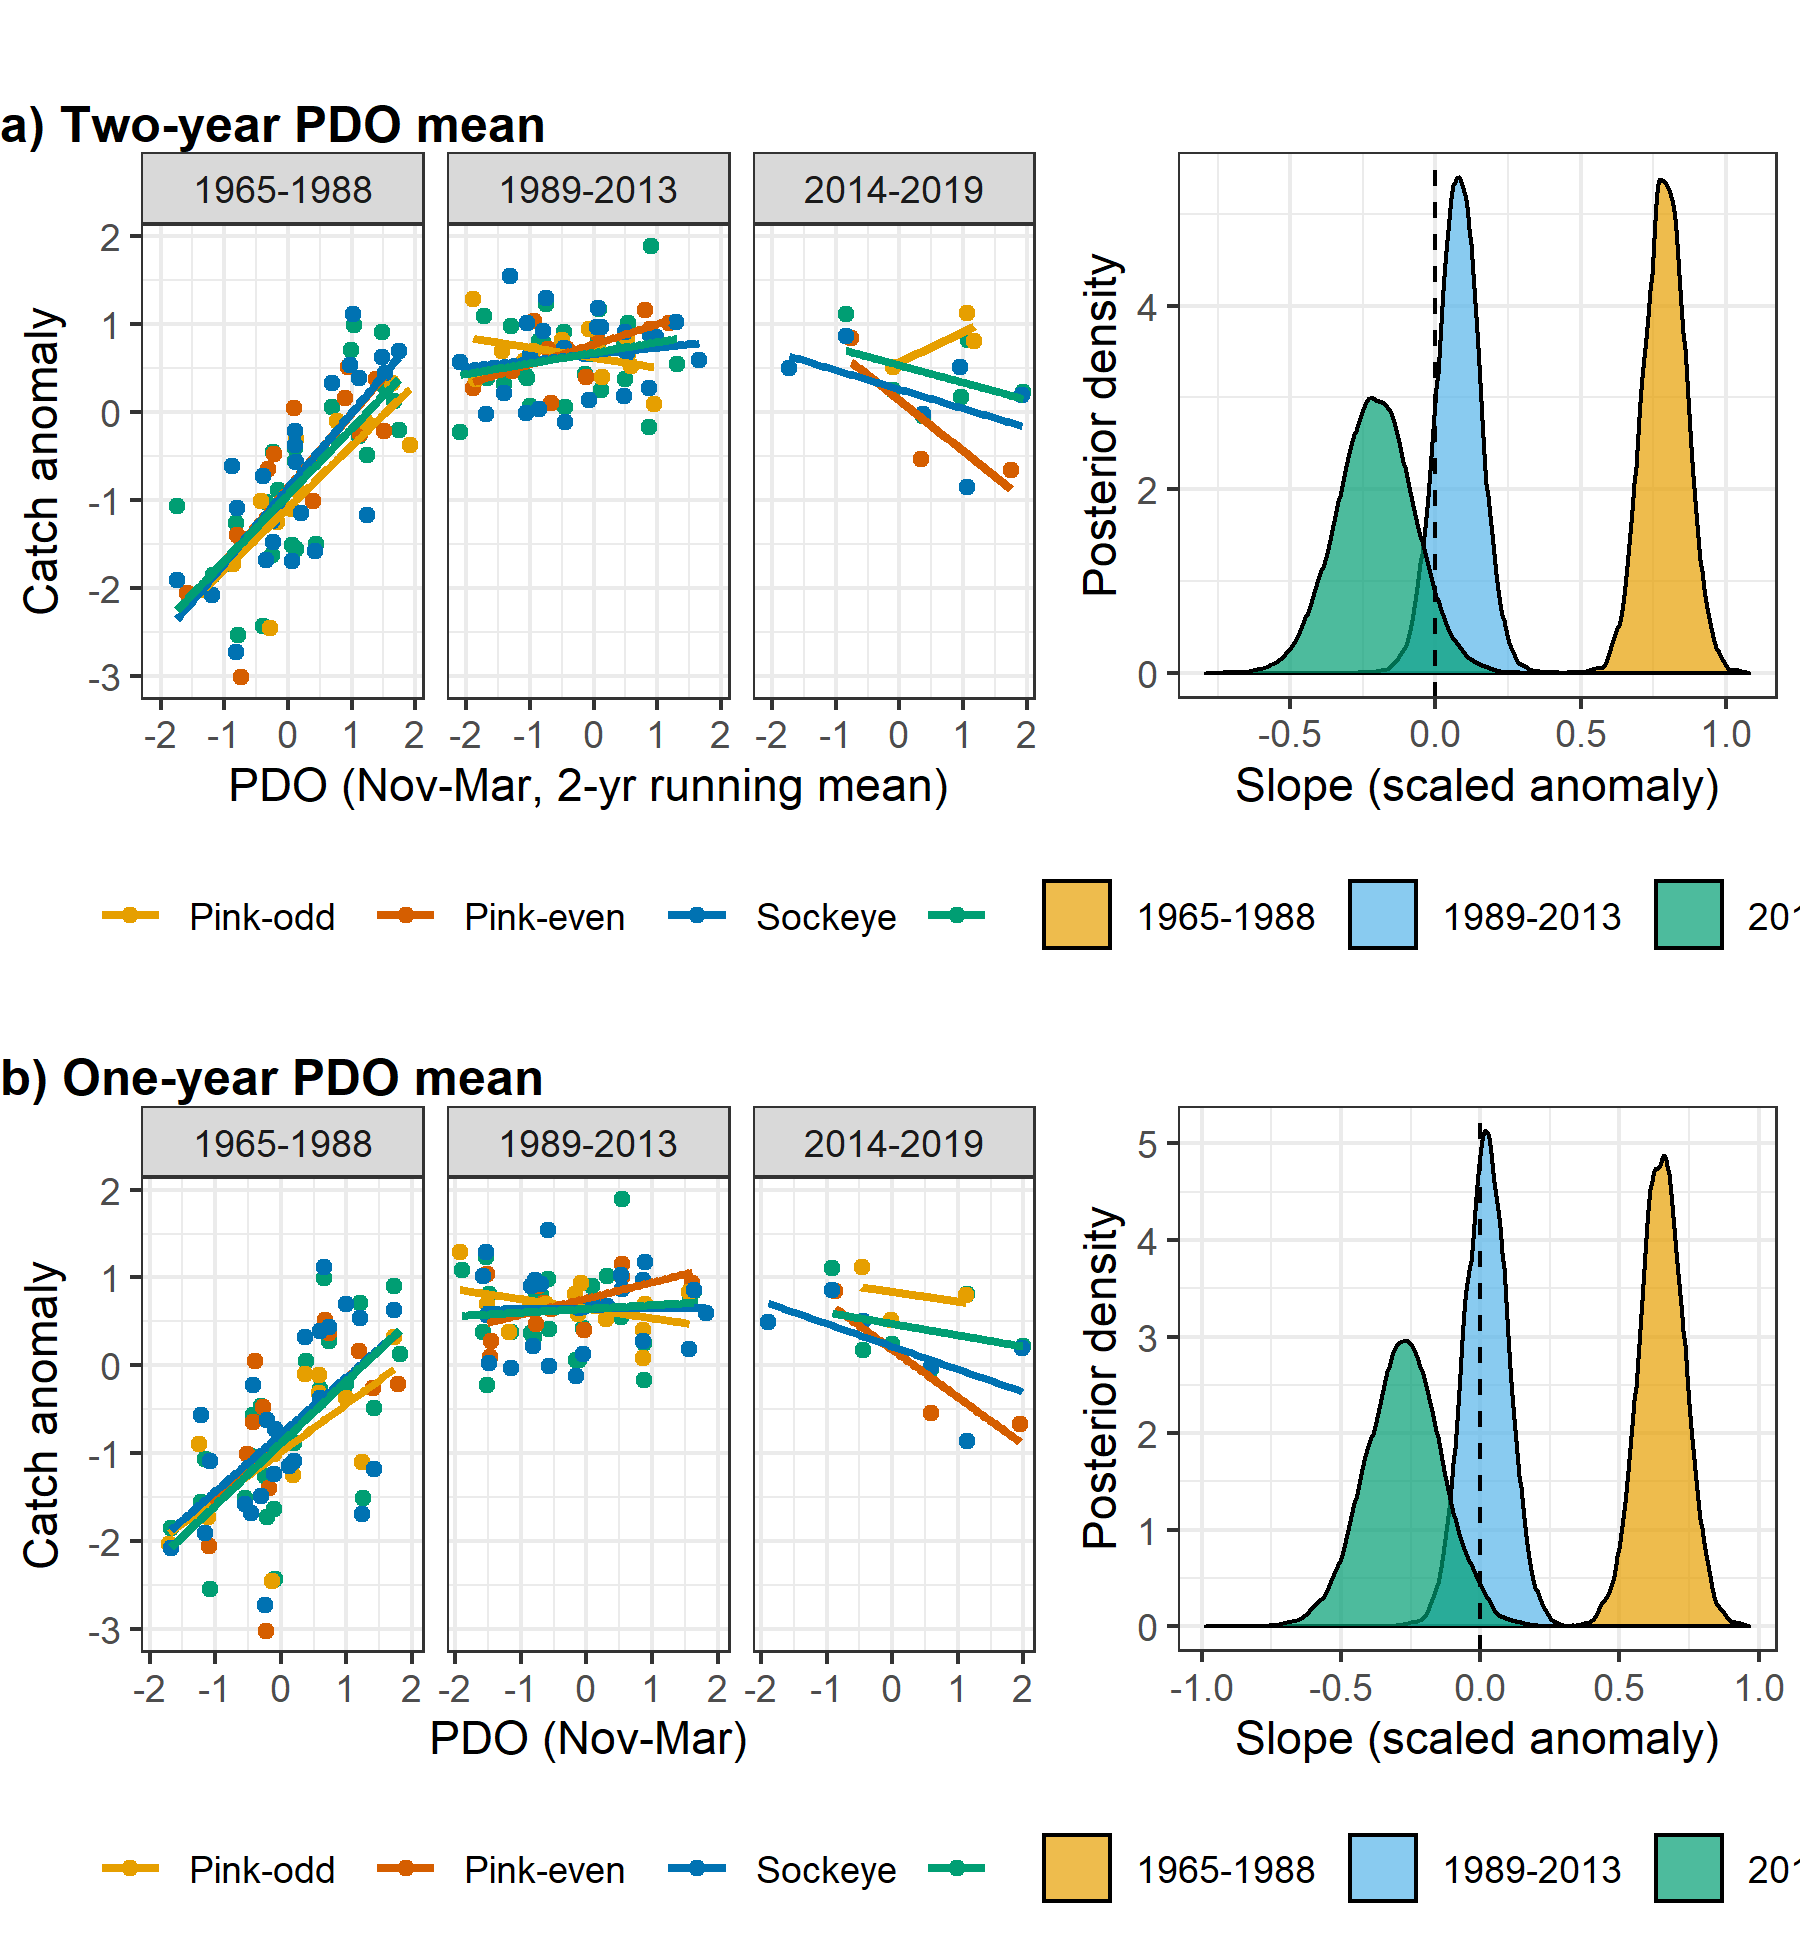 a) Two-year PDO mean
1965-1988 1989-2013 2014-2019
Catch anomaly
2
1
0
-1
-2
-3
-2 -1 0 1 2 -2 -1 0 1 2 -2 -1 0 1 2
PDO (Nov-Mar, 2-yr running mean)
Posterior density
4
2
0
-0.5 0.0 0.5 1.0
Slope (scaled anomaly)
Pink-odd Pink-even Sockeye
1965-1988 1989-2013 201
b) One-year PDO mean
1965-1988 1989-2013 2014-2019
Catch anomaly
2
1
0
-1
-2
-3
-2 -1 0 1 2 -2 -1 0 1 2 -2 -1 0 1 2
PDO (Nov-Mar)
Posterior density
5
4
3
2
1
0
-1.0 -0.5 0.0 0.5 1.0
Slope (scaled anomaly)
Pink-odd Pink-even Sockeye
1965-1988 1989-2013 201